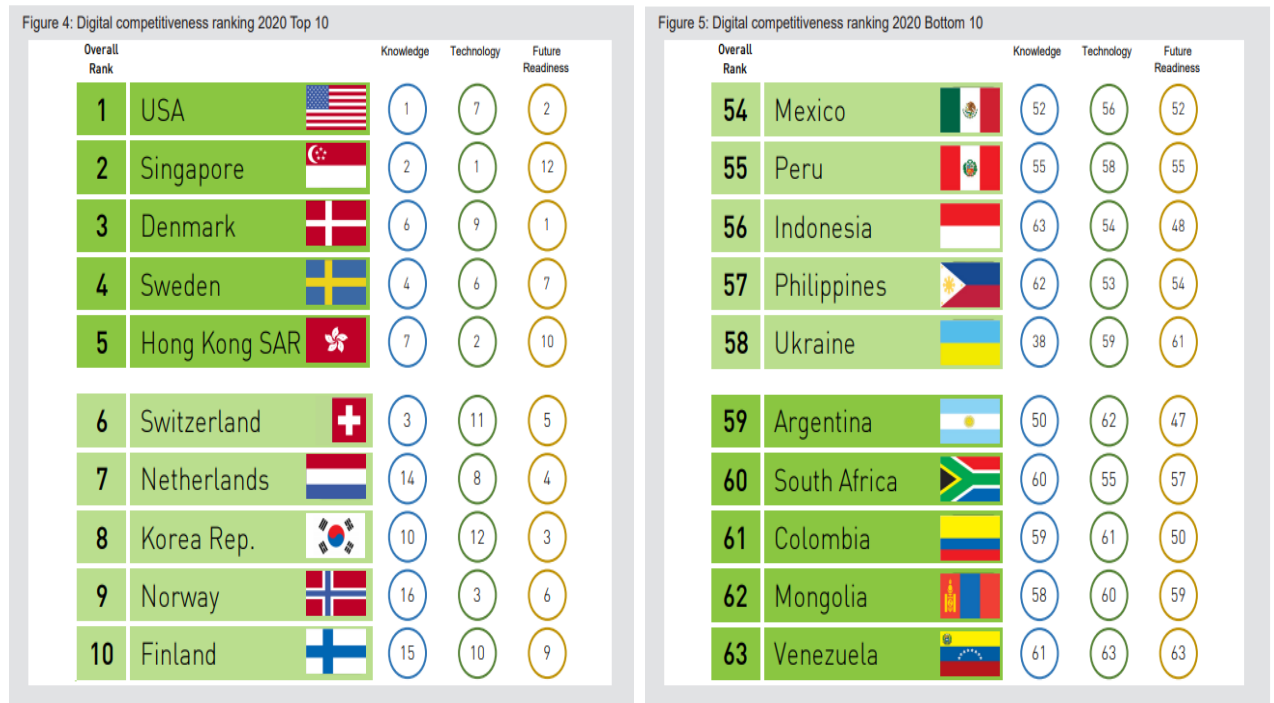 Figure 4: Digital competitiveness ranking 2020 Top 10
Overall Rank Knowledge Technology Future Readiness
1 USA 1 7 2
2 Singapore 2 1 12
3 Denmark 6 9 1
4 Sweden 4 6 7
5 Hong Kong SAR 7 2 10
6 Switzerland 3 11 5
7 Netherlands 14 8 4
8 Korea Rep. 10 12 3
9 Norway 16 3 6
10 Finland 15 10 9
Figure 5: Digital competitiveness ranking 2020 Bottom 10
Overall Rank Knowledge Technology Future Readiness
54 Mexico 52 56 52
55 Peru 55 58 55
56 Indonesia 63 54 48
57 Philippines 62 53 54
58 Ukraine 38 59 61
59 Argentina 50 62 47
60 South Africa 60 55 57
61 Colombia 59 61 50
62 Mongolia 58 60 59
63 Venezuela 61 63 63